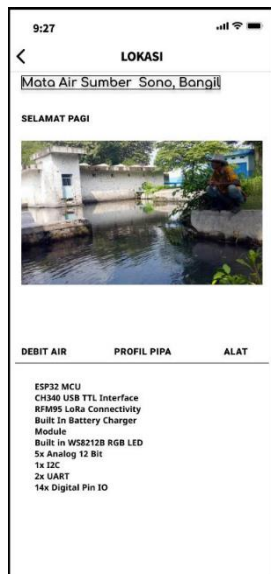 9:27
LOKASI
Mata Air Sumber Sono, Bangil
SELAMAT PAGI
DEBIT AIR PROFIL PIPA ALAT
ESP32 MCU
CH340 USB TTL Interface
RFM95 LoRa Connectivity
Built In Battery Charger
Module
Built in WS8212B RGB LED
5x Analog 12 Bit
1x I2C
2x UART
14x Digital Pin IO